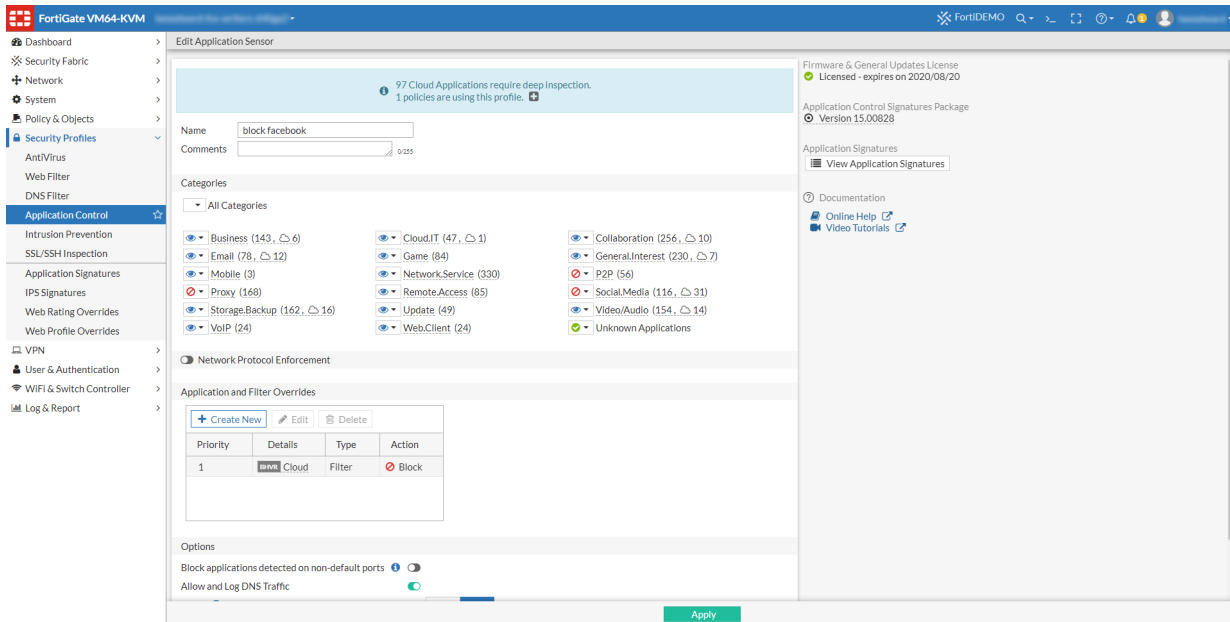 FortiGate VM64-KVM
FortiDEMO
>_
1
Dashboard
Security Fabric
Network
System
Policy & Objects
Security Profiles
AntiVirus
Web Filter
DNS Filter
Application Control
Intrusion Prevention
SSL/SSH Inspection
Application Signatures
IPS Signatures
Web Rating Overrides
Web Profile Overrides
VPN
User & Authentication
WiFi & Switch Controller
Log & Report
Edit Application Sensor
97 Cloud Applications require deep inspection.
1 policies are using this profile.
Name block facebook
Comments 0/255
Categories
All Categories
Business (143, 6) Cloud.IT (47, 1) Collaboration (256, 10)
Email (78, 12) Game (84) General.Interest (230, 7)
Mobile (3) Network.Service (330) P2P (56)
Proxy (168) Remote.Access (85) Social.Media (116, 31)
Storage.Backup (162, 16) Update (49) Video/Audio (154, 14)
VoIP (24) Web.Client (24) Unknown Applications
Network Protocol Enforcement
Application and Filter Overrides
+ Create New Edit Delete
Priority Details Type Action
1 BHVR Cloud Filter Block
Options
Block applications detected on non-default ports
Allow and Log DNS Traffic
Apply
Firmware & General Updates License
Licensed - expires on 2020/08/20
Application Control Signatures Package
Version 15.00828
Application Signatures
View Application Signatures
Documentation
Online Help
Video Tutorials